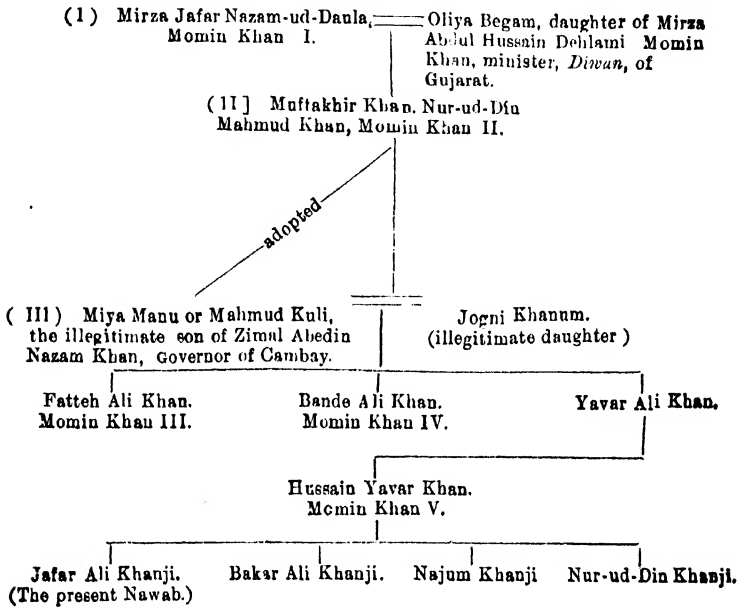 (I) Mirza Jafar Nazam-ud-Daula,
Momin Khan I.
Oliya Begam, daughter of Mirza
Abdul Hussain Dehlami Momin
Khan, minister, Diwan, of
Gujarat.
(II] Muftakhir Khan. Nur-ud-Din
Mahmud Khan, Momin Khan II.
adopted
( III) Miya Manu or Mahmud Kuli,
the illegitimate son of Zimal Abedin
Nazam Khan, Governor of Cambay.
Jogni Khanum.
(illegitimate daughter )
Fatteh Ali Khan.
Momin Khan III.
Bande Ali Khan.
Momin Khan IV.
Yavar Ali Khan.
Hussain Yavar Khan.
Momin Khan V.
Jafar Ali Khanji.
(The present Nawab.)
Bakar Ali Khanji.
Najum Khanji
Nur-ud-Din Khanji.